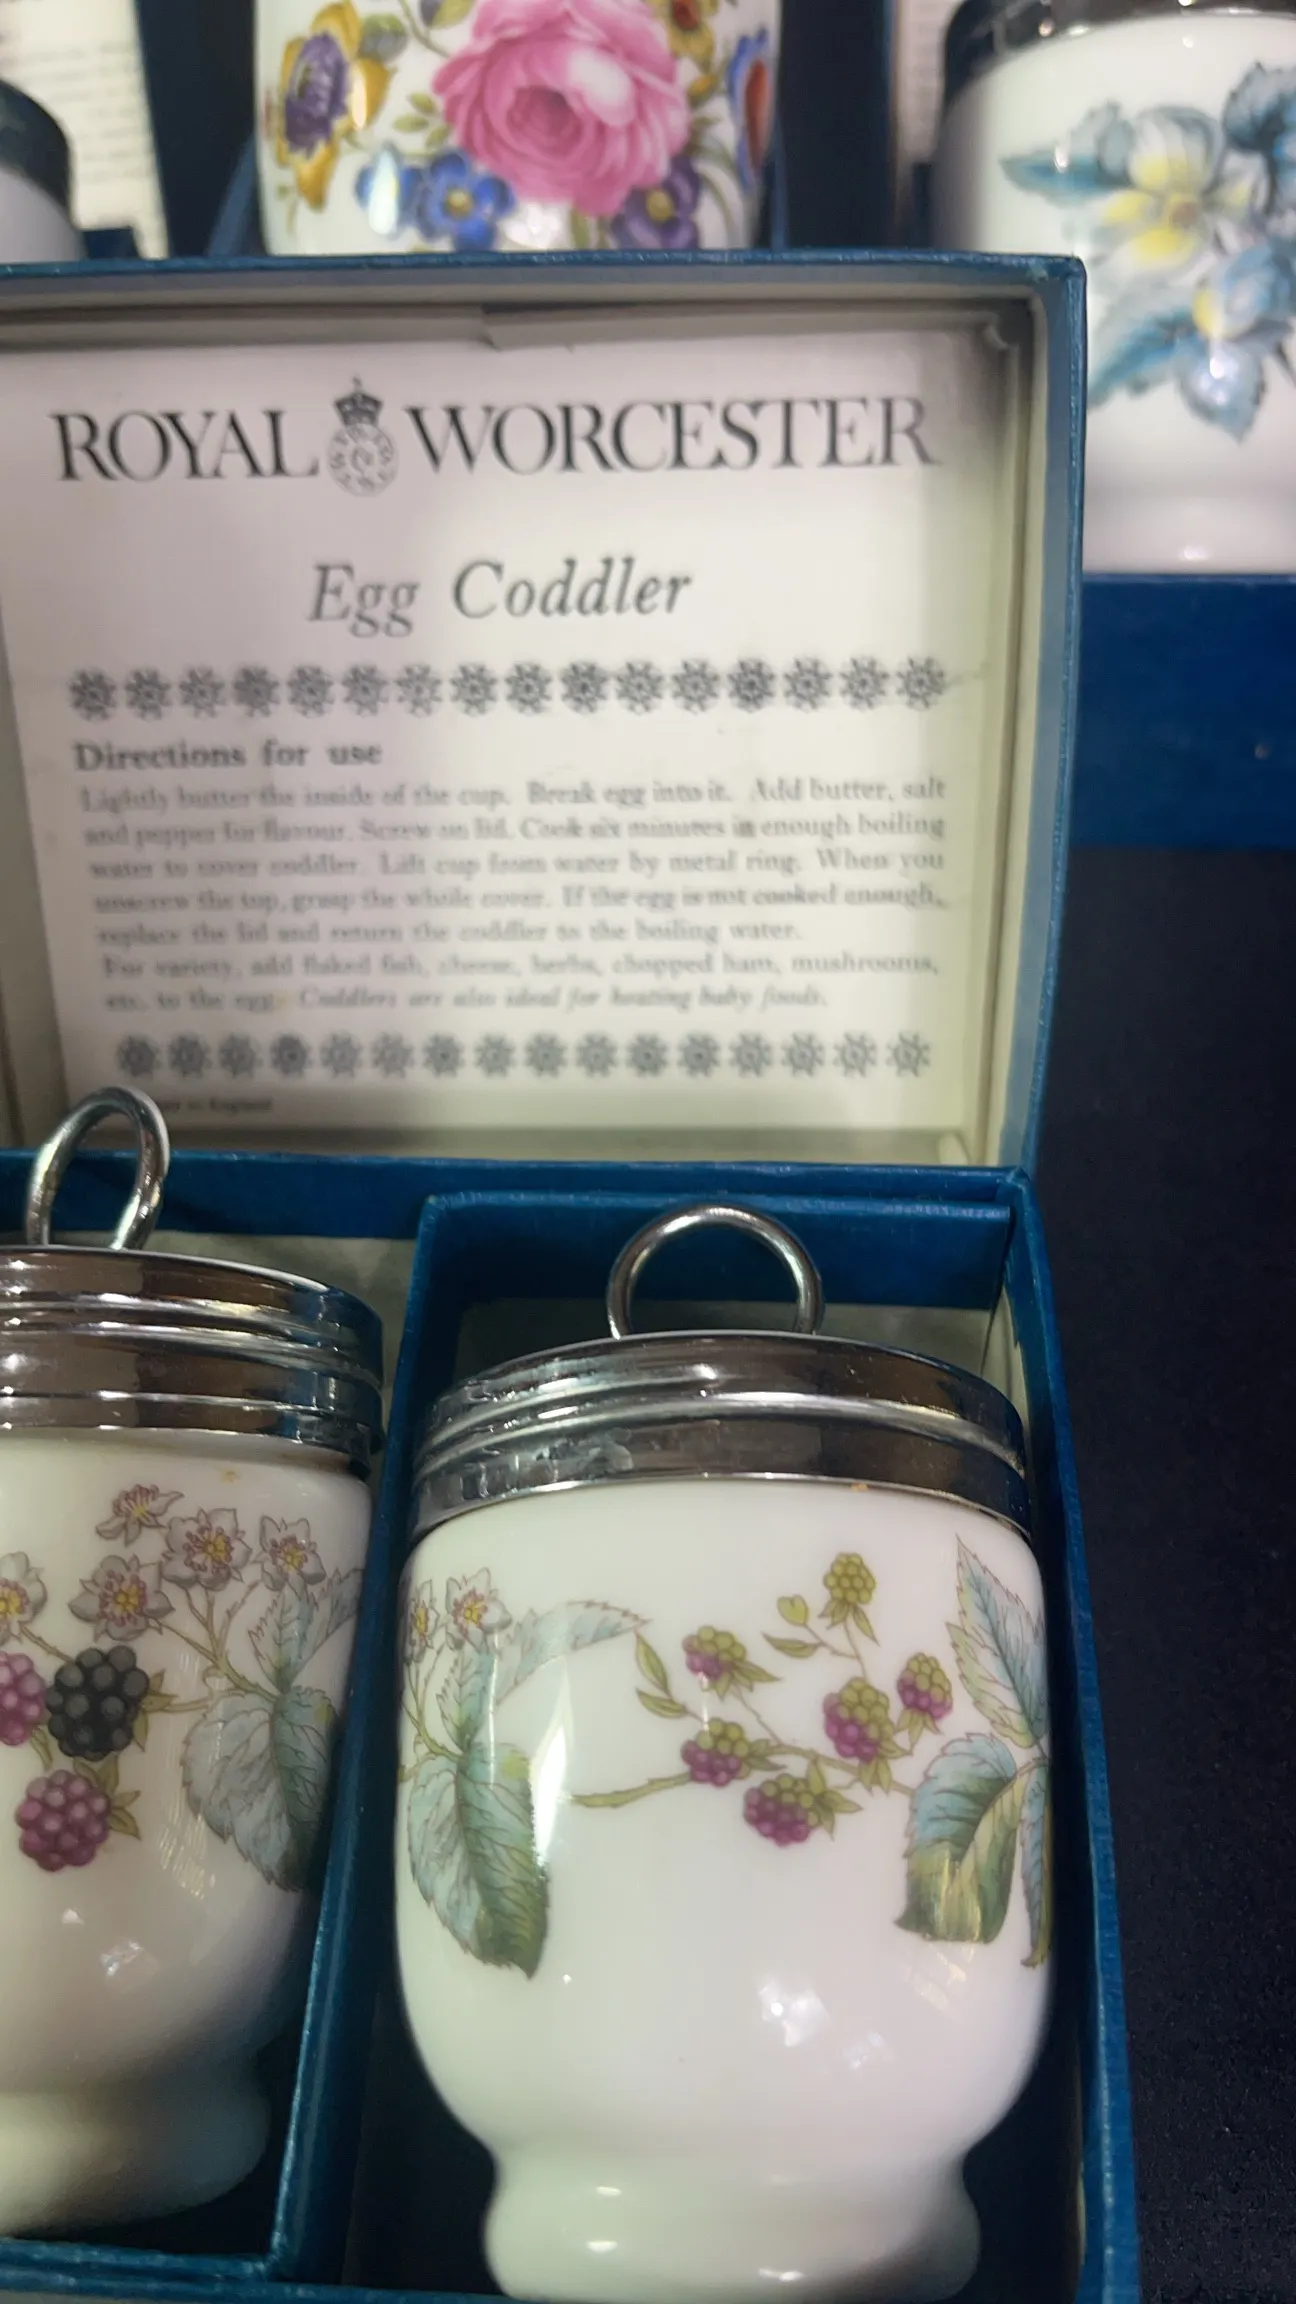 ROYAL WORCESTER
Egg Coddler
Directions for use
Lightly butter the inside of the cup. Break egg into it. Add butter, salt
and pepper for flavour. Screw on lid. Cook six minutes in enough boiling
water to cover coddler. Lift cup from water by metal ring. When you
unscrew the top, grasp the whole cover. If the egg is not cooked enough,
replace the lid and return the coddler to the boiling water.
For variety, add flaked fish, cheese, herbs, chopped ham, mushrooms,
etc. to the egg. Coddlers are also ideal for heating baby foods.
in England